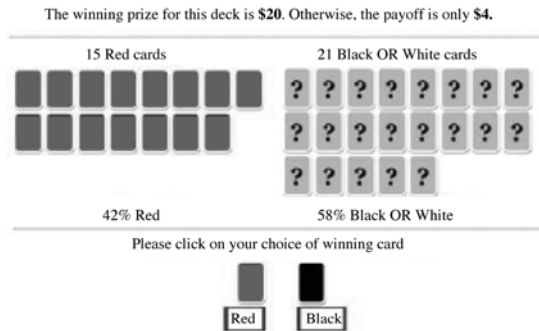 The winning prize for this deck is $20. Otherwise, the payoff is only $4.
15 Red cards
21 Black OR White cards
? ? ? ? ? ? ? ?
? ? ? ? ? ? ? ?
? ? ? ? ?
42% Red
58% Black OR White
Please click on your choice of winning card
Red
Black